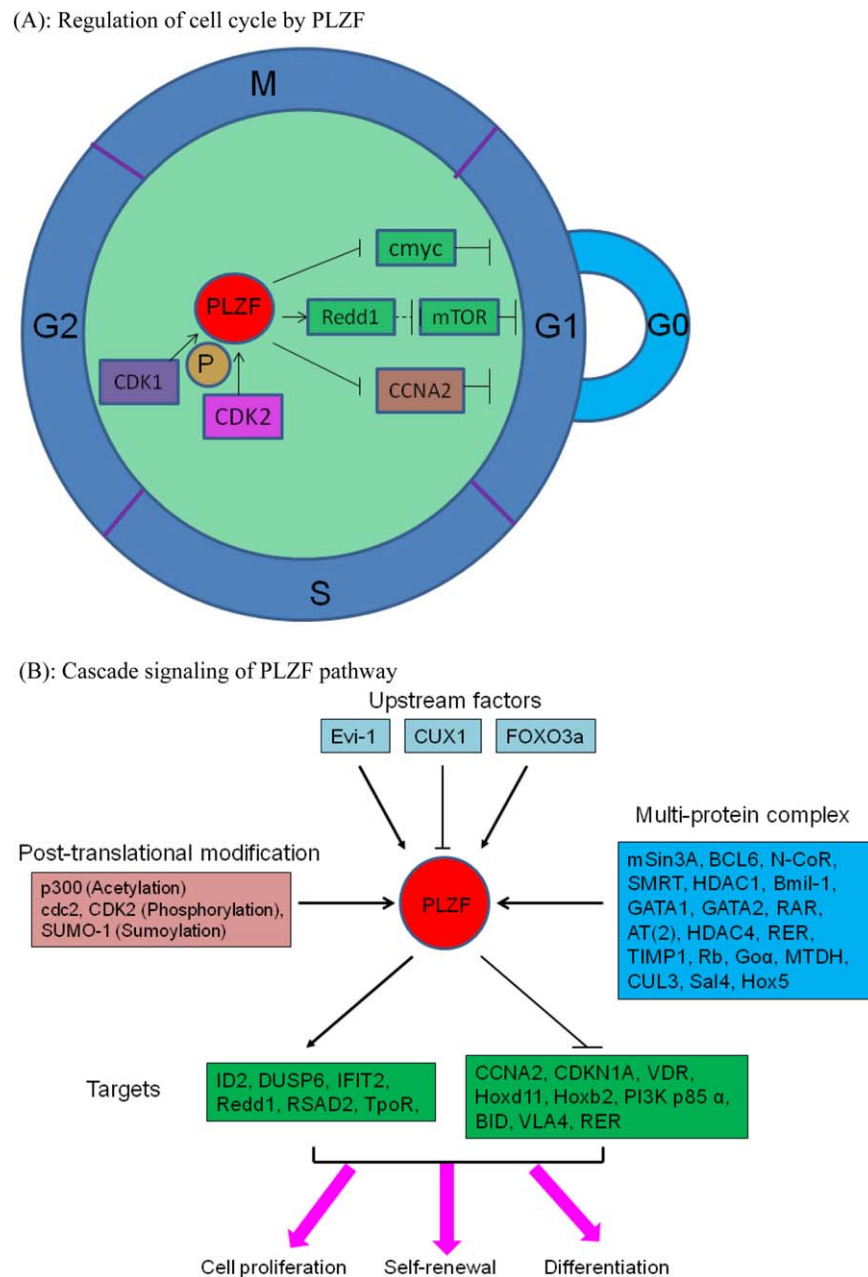 (A): Regulation of cell cycle by PLZF
M
cmyc
PLZF
Redd1
mTOR
G2
G1
G0
P
CDK1
CCNA2
CDK2
S
(B): Cascade signaling of PLZF pathway
Upstream factors
Evi-1
CUX1
FOXO3a
Multi-protein complex
Post-translational modification
mSin3A, BCL6, N-CoR,
SMRT, HDAC1, Bmil-1,
GATA1, GATA2, RAR,
AT(2), HDAC4, RER,
TIMP1, Rb, Goα, MTDH,
CUL3, Sal4, Hox5
p300 (Acetylation)
cdc2, CDK2 (Phosphorylation),
SUMO-1 (Sumoylation)
PLZF
Targets
ID2, DUSP6, IFIT2,
Redd1, RSAD2, TpoR,
CCNA2, CDKN1A, VDR,
Hoxd11, Hoxb2, PI3K p85 α,
BID, VLA4, RER
Cell proliferation
Self-renewal
Differentiation